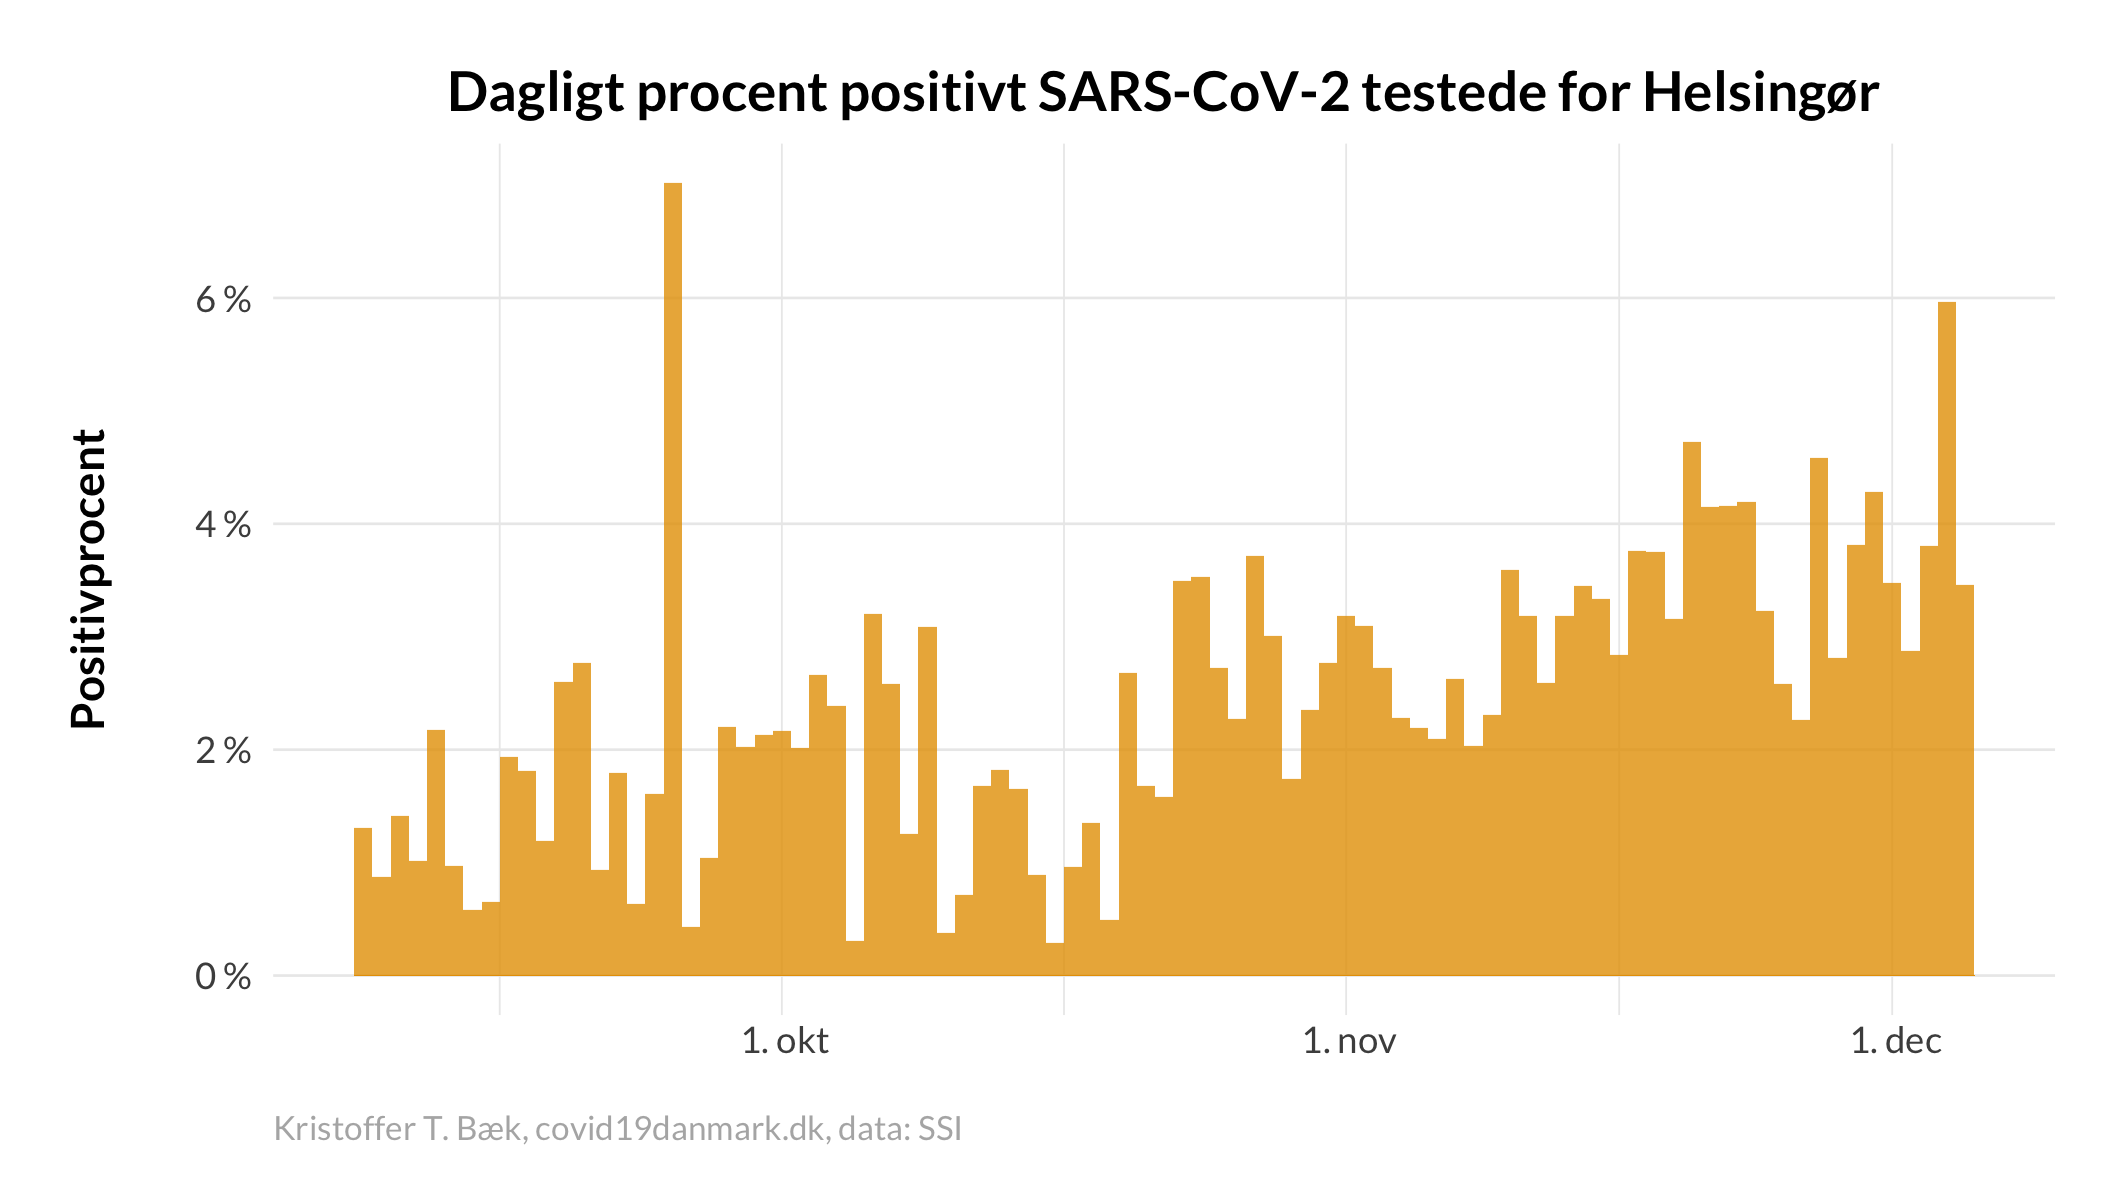 Dagligt procent positivt SARS-CoV-2 testede for Helsingør
Positivprocent
6 %
4 %
2 %
0 %
1. okt
1. nov
1. dec
Kristoffer T. Bæk, covid19danmark.dk, data: SSI